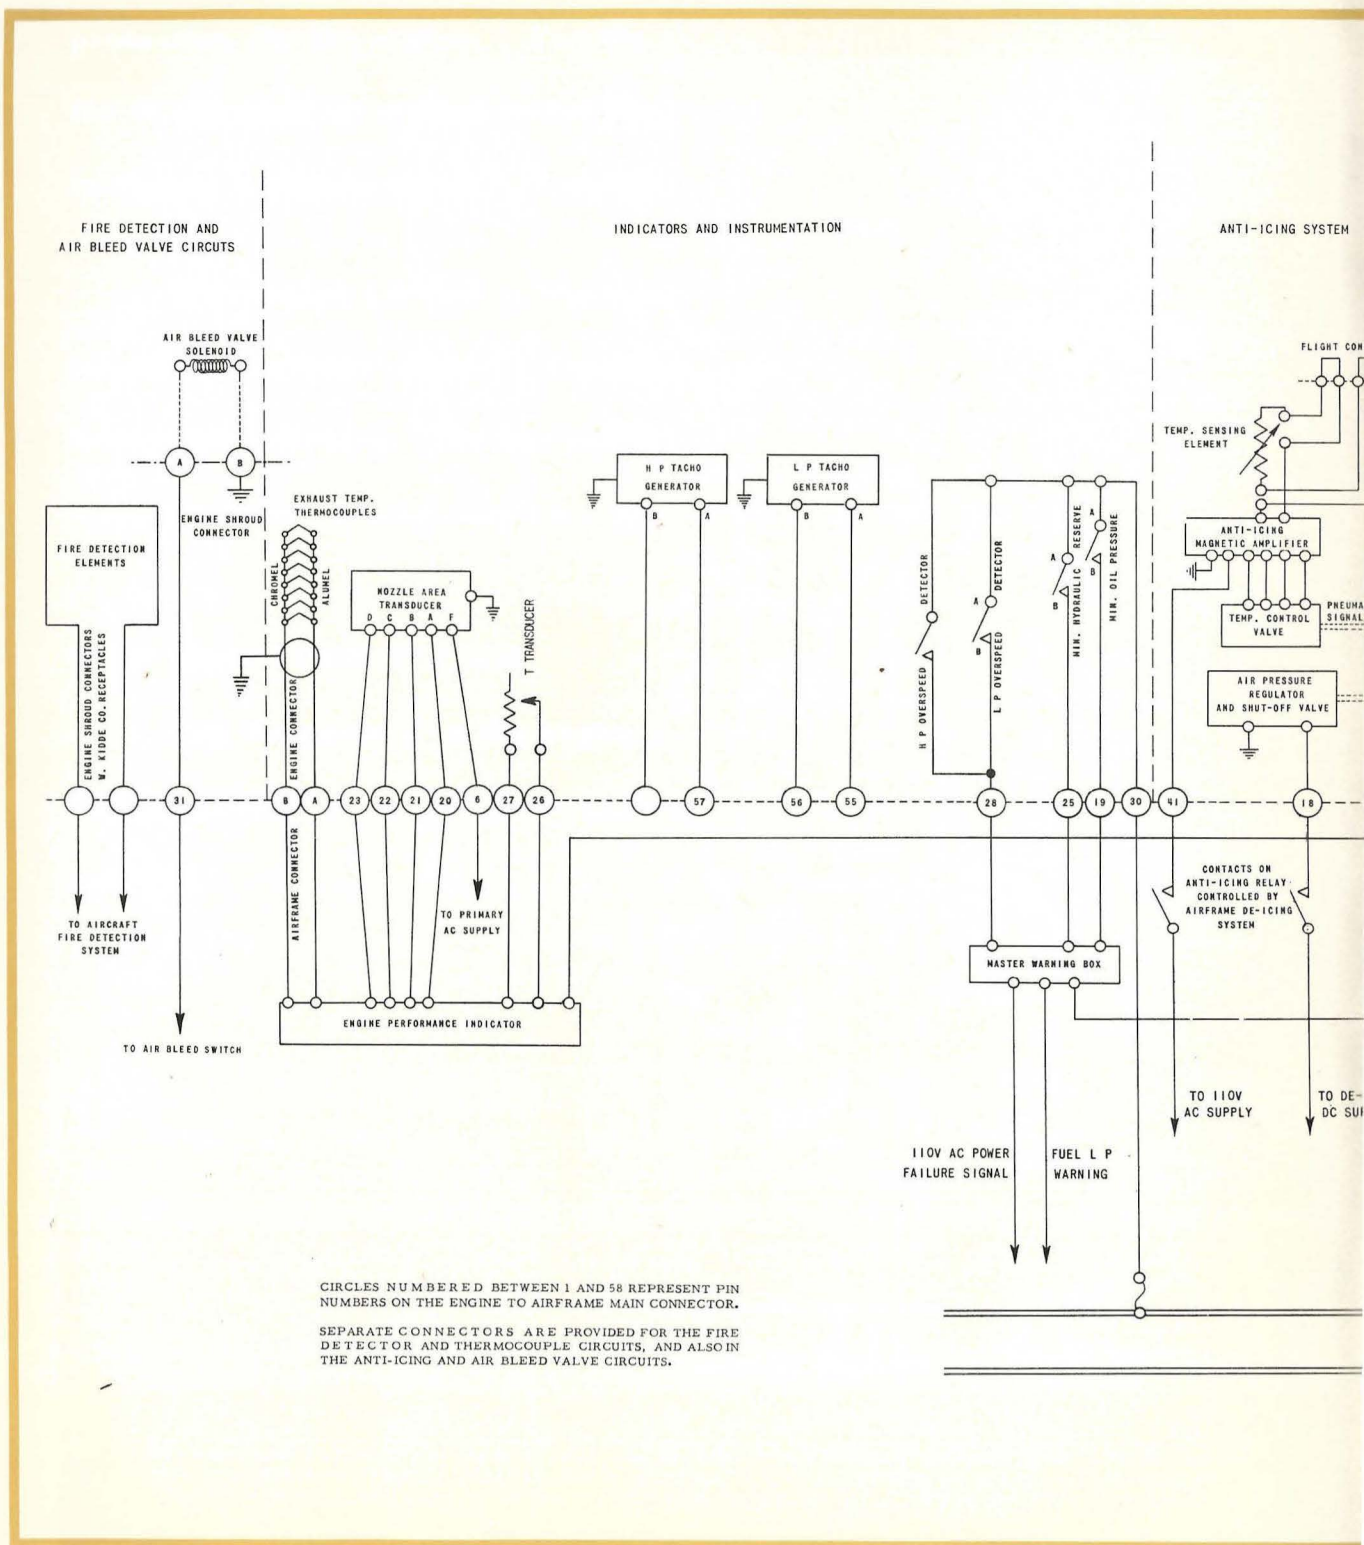 FIRE DETECTION AND
AIR BLEED VALVE CIRCUTS
INDICATORS AND INSTRUMENTATION
ANTI-ICING SYSTEM
AIR BLEED VALVE
SOLENOID
A
B
ENGINE SHROUD
CONNECTOR
FIRE DETECTION
ELEMENTS
ENGINE SHROUD CONNECTORS
W. KIDDE CO. RECEPTACLES
EXHAUST TEMP.
THERMOCOUPLES
CHROMEL
ALUMEL
ENGINE CONNECTOR
NOZZLE AREA
TRANSDUCER
D C B A F
T TRANSDUCER
H P TACHO
GENERATOR
B A
L P TACHO
GENERATOR
B A
H P OVERSPEED DETECTOR
A
B
L P OVERSPEED DETECTOR
A
B
MIN. HYDRAULIC RESERVE
A
B
MIN. OIL PRESSURE
FLIGHT CON
TEMP. SENSING
ELEMENT
ANTI-ICING
MAGNETIC AMPLIFIER
TEMP. CONTROL
VALVE
PNEUMA
SIGNAL
AIR PRESSURE
REGULATOR
AND SHUT-OFF VALVE
31 B A 23 22 21 20 6 27 26 57 56 55 28 25 19 30 41 18
AIRFRAME CONNECTOR
TO AIRCRAFT
FIRE DETECTION
SYSTEM
TO PRIMARY
AC SUPPLY
CONTACTS ON
ANTI-ICING RELAY
CONTROLLED BY
AIRFRAME DE-ICING
SYSTEM
MASTER WARNING BOX
ENGINE PERFORMANCE INDICATOR
TO AIR BLEED SWITCH
TO 110V
AC SUPPLY
TO DE-
DC SUP
110V AC POWER
FAILURE SIGNAL
FUEL L P
WARNING
CIRCLES NUMBERED BETWEEN 1 AND 58 REPRESENT PIN
NUMBERS ON THE ENGINE TO AIRFRAME MAIN CONNECTOR.
SEPARATE CONNECTORS ARE PROVIDED FOR THE FIRE
DETECTOR AND THERMOCOUPLE CIRCUITS, AND ALSO IN
THE ANTI-ICING AND AIR BLEED VALVE CIRCUITS.